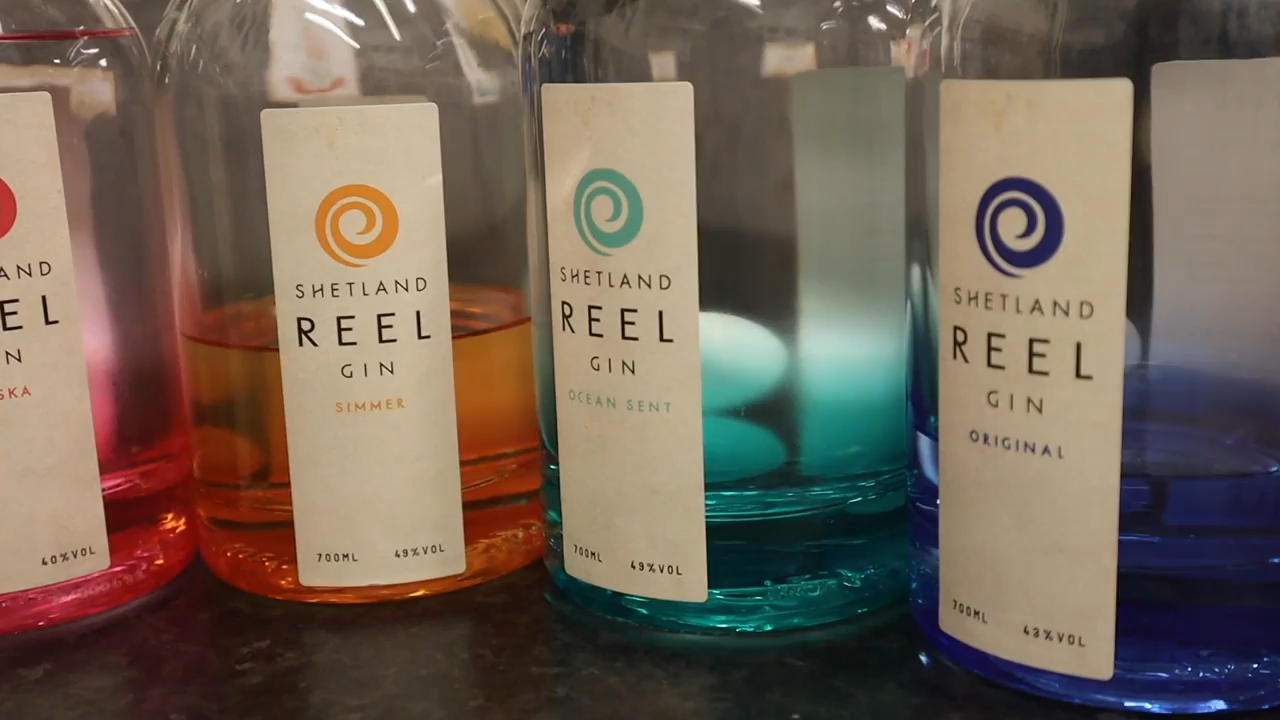 AND
EL
N
SKA
40%VOL
SHETLAND
REEL
GIN
SIMMER
700ML 49%VOL
SHETLAND
REEL
GIN
OCEAN SENT
700ML 49%VOL
SHETLAND
REEL
GIN
ORIGINAL
700ML 43%VOL